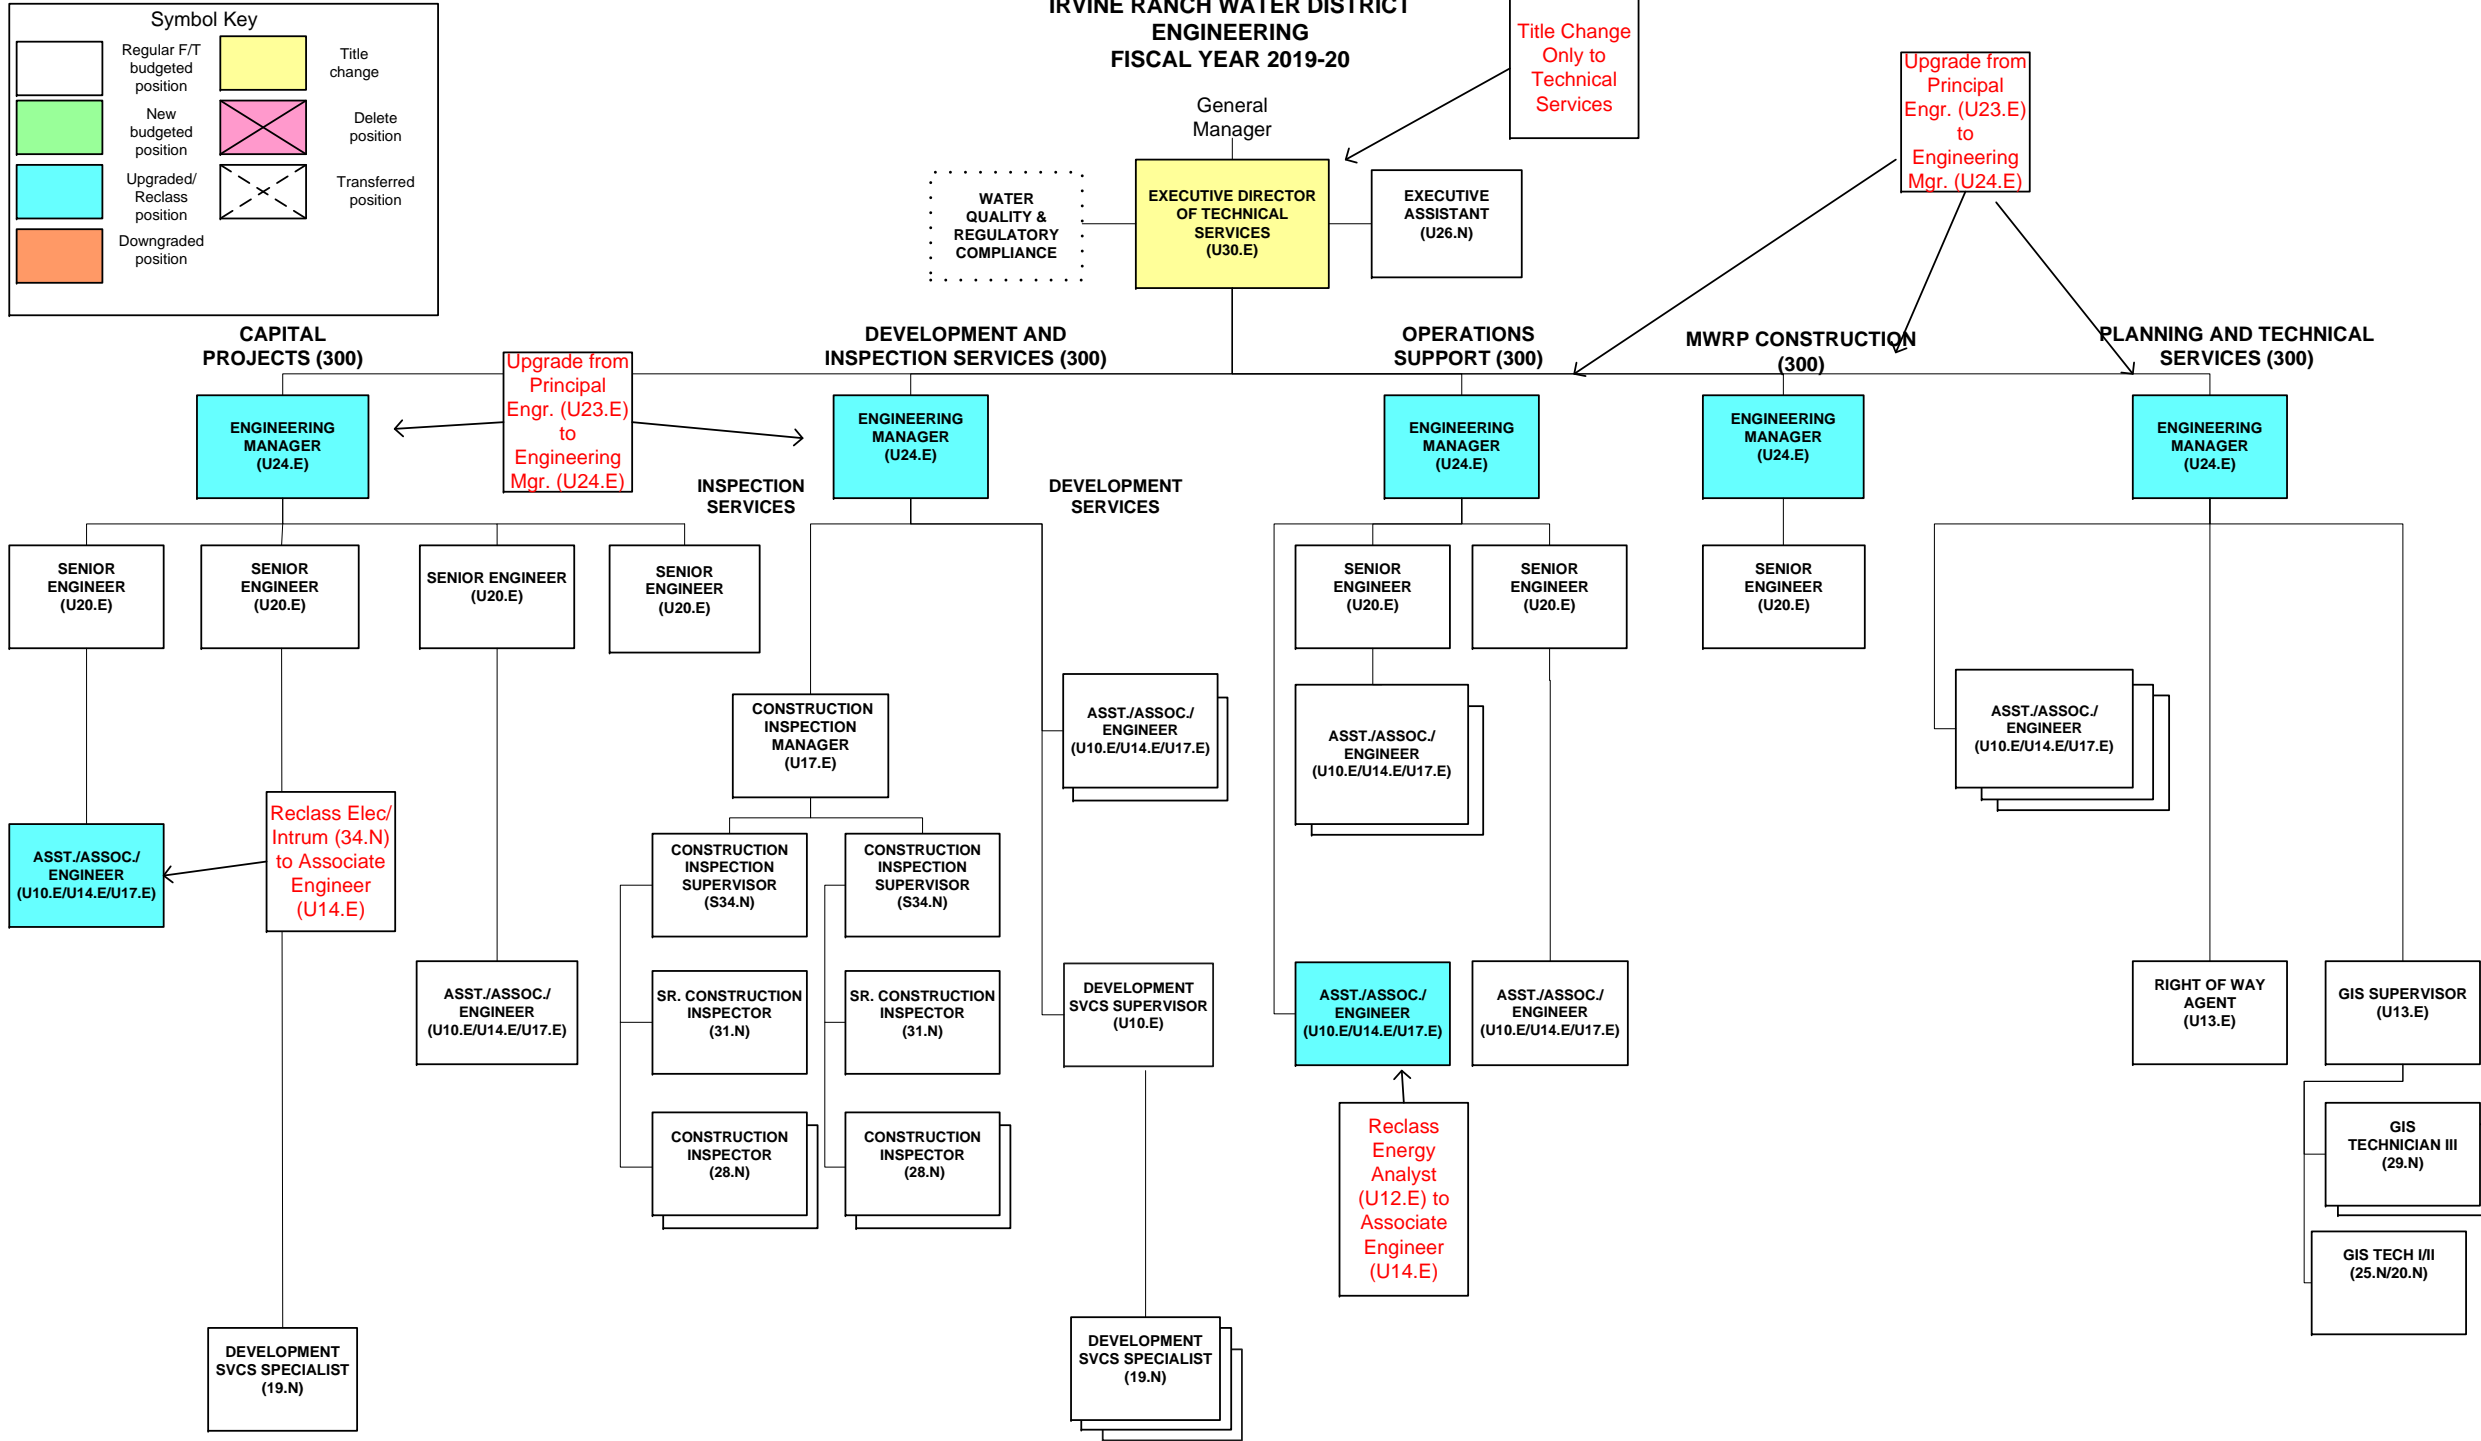 Symbol Key
Regular F/T
budgeted
position
Title
change
New
budgeted
position
Delete
position
Upgraded/
Reclass
position
Transferred
position
Downgraded
position
IRVINE RANCH WATER DISTRICT
ENGINEERING
FISCAL YEAR 2019-20
Title Change
Only to
Technical
Services
Upgrade from
Principal
Engr. (U23.E)
to
Engineering
Mgr. (U24.E)
General
Manager
WATER
QUALITY &
REGULATORY
COMPLIANCE
EXECUTIVE DIRECTOR
OF TECHNICAL
SERVICES
(U30.E)
EXECUTIVE
ASSISTANT
(U26.N)
CAPITAL
PROJECTS (300)
DEVELOPMENT AND
INSPECTION SERVICES (300)
OPERATIONS
SUPPORT (300)
MWRP CONSTRUCTION
(300)
PLANNING AND TECHNICAL
SERVICES (300)
Upgrade from
Principal
Engr. (U23.E)
to
Engineering
Mgr. (U24.E)
ENGINEERING
MANAGER
(U24.E)
ENGINEERING
MANAGER
(U24.E)
ENGINEERING
MANAGER
(U24.E)
ENGINEERING
MANAGER
(U24.E)
ENGINEERING
MANAGER
(U24.E)
INSPECTION
SERVICES
DEVELOPMENT
SERVICES
SENIOR
ENGINEER
(U20.E)
SENIOR
ENGINEER
(U20.E)
SENIOR ENGINEER
(U20.E)
SENIOR
ENGINEER
(U20.E)
SENIOR
ENGINEER
(U20.E)
SENIOR
ENGINEER
(U20.E)
SENIOR
ENGINEER
(U20.E)
CONSTRUCTION
INSPECTION
MANAGER
(U17.E)
ASST./ASSOC./
ENGINEER
(U10.E/U14.E/U17.E)
ASST./ASSOC./
ENGINEER
(U10.E/U14.E/U17.E)
ASST./ASSOC./
ENGINEER
(U10.E/U14.E/U17.E)
ASST./ASSOC./
ENGINEER
(U10.E/U14.E/U17.E)
Reclass Elec/
Intrum (34.N)
to Associate
Engineer
(U14.E)
CONSTRUCTION
INSPECTION
SUPERVISOR
(S34.N)
CONSTRUCTION
INSPECTION
SUPERVISOR
(S34.N)
ASST./ASSOC./
ENGINEER
(U10.E/U14.E/U17.E)
SR. CONSTRUCTION
INSPECTOR
(31.N)
SR. CONSTRUCTION
INSPECTOR
(31.N)
DEVELOPMENT
SVCS SUPERVISOR
(U10.E)
ASST./ASSOC./
ENGINEER
(U10.E/U14.E/U17.E)
ASST./ASSOC./
ENGINEER
(U10.E/U14.E/U17.E)
RIGHT OF WAY
AGENT
(U13.E)
GIS SUPERVISOR
(U13.E)
CONSTRUCTION
INSPECTOR
(28.N)
CONSTRUCTION
INSPECTOR
(28.N)
Reclass
Energy
Analyst
(U12.E) to
Associate
Engineer
(U14.E)
GIS
TECHNICIAN III
(29.N)
GIS TECH I/II
(25.N/20.N)
DEVELOPMENT
SVCS SPECIALIST
(19.N)
DEVELOPMENT
SVCS SPECIALIST
(19.N)